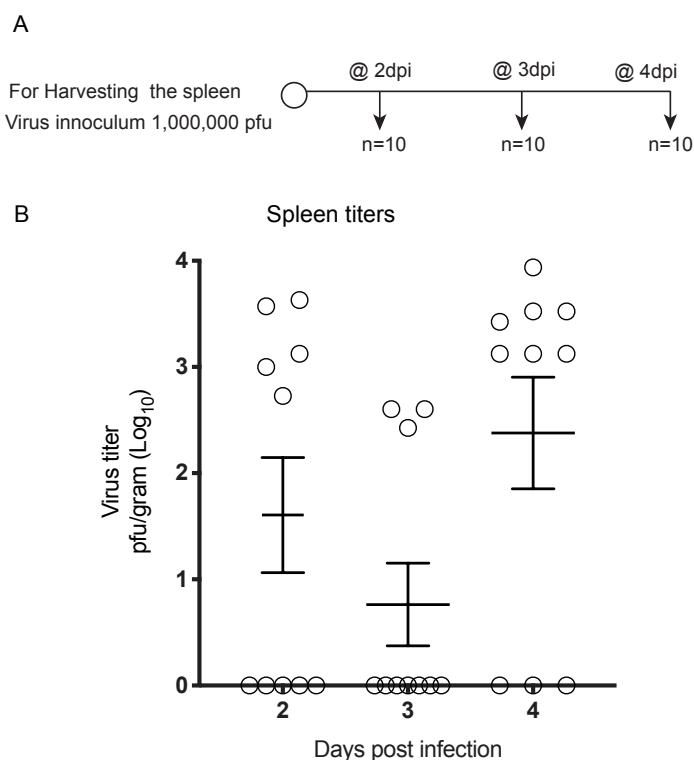 A
@ 2dpi @ 3dpi @ 4dpi
For Harvesting the spleen
Virus innoculum 1,000,000 pfu
n=10 n=10 n=10
B
Spleen titers
4
3
2
1
0
Virus titer
pfu/gram (Log10)
2 3 4
Days post infection